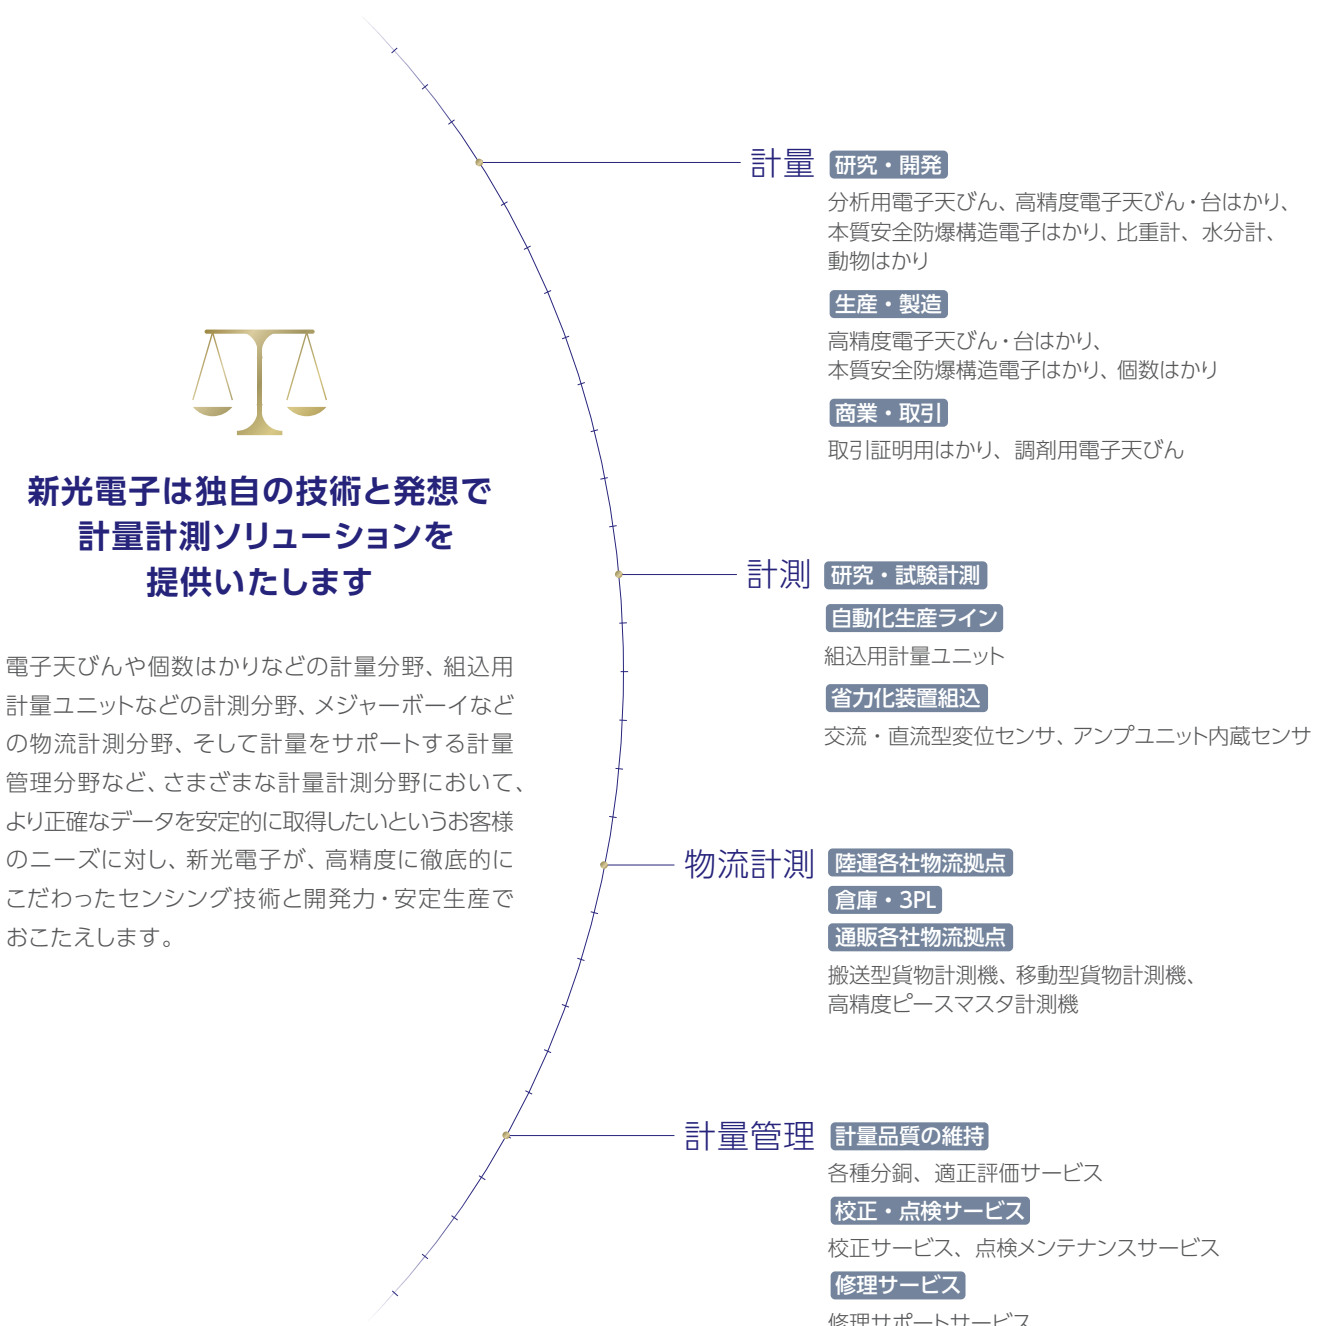 新光電子は独自の技術と発想で
計量計測ソリューションを
提供いたします
電子天びんや個数はかりなどの計量分野、組込用
計量ユニットなどの計測分野、メジャーボーイなど
の物流計測分野、そして計量をサポートする計量
管理分野など、さまざまな計量計測分野において、
より正確なデータを安定的に取得したいというお客様
のニーズに対し、新光電子が、高精度に徹底的に
こだわったセンシング技術と開発力・安定生産で
おこたえします。
計量 研究・開発
分析用電子天びん、高精度電子天びん・台はかり、
本質安全防爆構造電子はかり、比重計、水分計、
動物はかり
生産・製造
高精度電子天びん・台はかり、
本質安全防爆構造電子はかり、個数はかり
商業・取引
取引証明用はかり、調剤用電子天びん
計測 研究・試験計測
自動化生産ライン
組込用計量ユニット
省力化装置組込
交流・直流型変位センサ、アンプユニット内蔵センサ
物流計測 陸運各社物流拠点
倉庫・3PL
通販各社物流拠点
搬送型貨物計測機、移動型貨物計測機、
高精度ピースマスタ計測機
計量管理 計量品質の維持
各種分銅、適正評価サービス
校正・点検サービス
校正サービス、点検メンテナンスサービス
修理サービス
修理サポートサービス